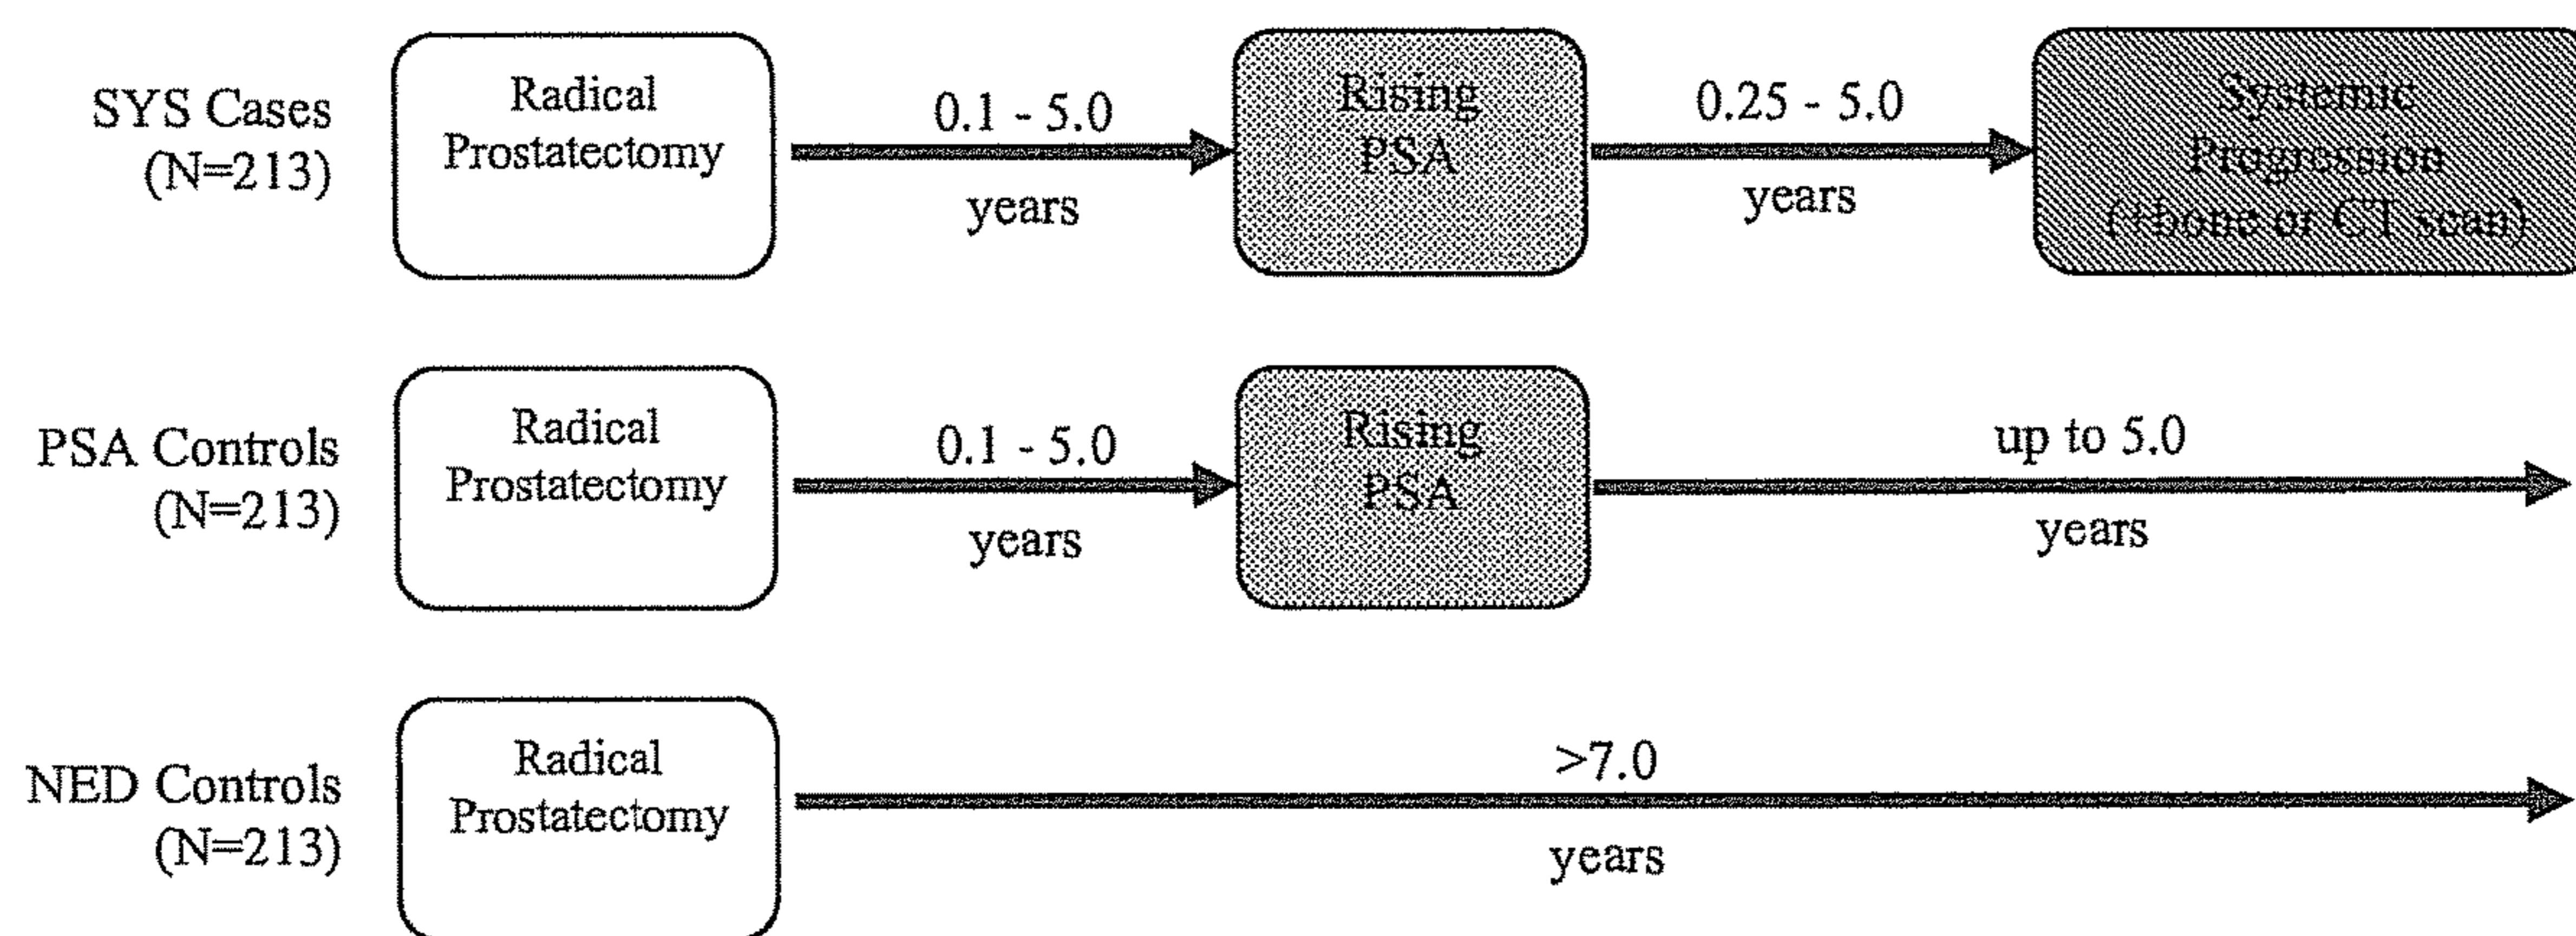 SYS Cases
(N=213)
Radical
Prostatectomy
0.1 - 5.0
years
Rising
PSA
0.25 - 5.0
years
Systemic
Progression
(+bone or CT scan)
PSA Controls
(N=213)
Radical
Prostatectomy
0.1 - 5.0
years
Rising
PSA
up to 5.0
years
NED Controls
(N=213)
Radical
Prostatectomy
>7.0
years